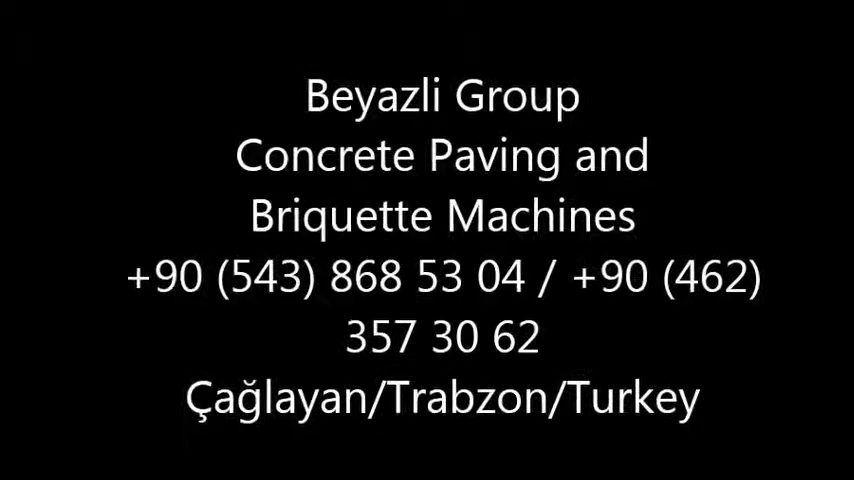 Beyazli Group
Concrete Paving and
Briquette Machines
+90 (543) 868 53 04 / +90 (462)
357 30 62
Çağlayan/Trabzon/Turkey